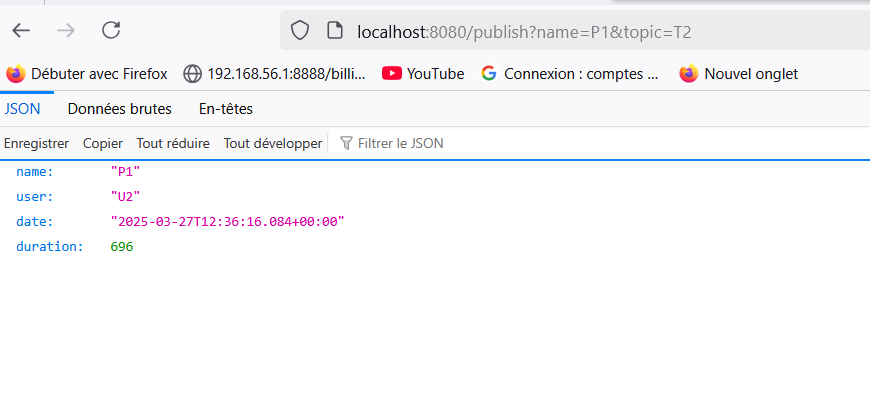 localhost:8080/publish?name=P1&topic=T2
Débuter avec Firefox 192.168.56.1:8888/billi... YouTube Connexion : comptes ... Nouvel onglet
JSON Données brutes En-têtes
Enregistrer Copier Tout réduire Tout développer Filtrer le JSON
name: "P1"
user: "U2"
date: "2025-03-27T12:36:16.084+00:00"
duration: 696